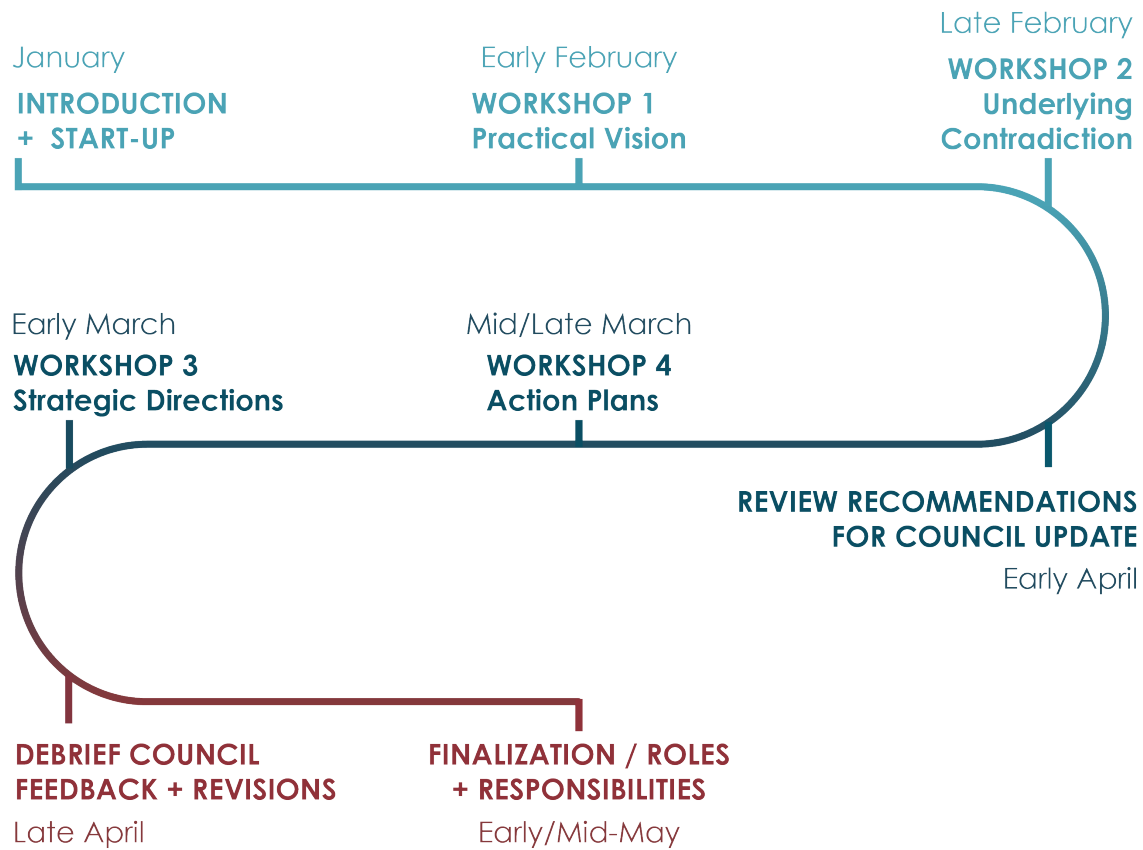 January
INTRODUCTION
+ START-UP
Early February
WORKSHOP 1
Practical Vision
Late February
WORKSHOP 2
Underlying
Contradiction
Early March
WORKSHOP 3
Strategic Directions
Mid/Late March
WORKSHOP 4
Action Plans
REVIEW RECOMMENDATIONS
FOR COUNCIL UPDATE
Early April
DEBRIEF COUNCIL
FEEDBACK + REVISIONS
Late April
FINALIZATION / ROLES
+ RESPONSIBILITIES
Early/Mid-May